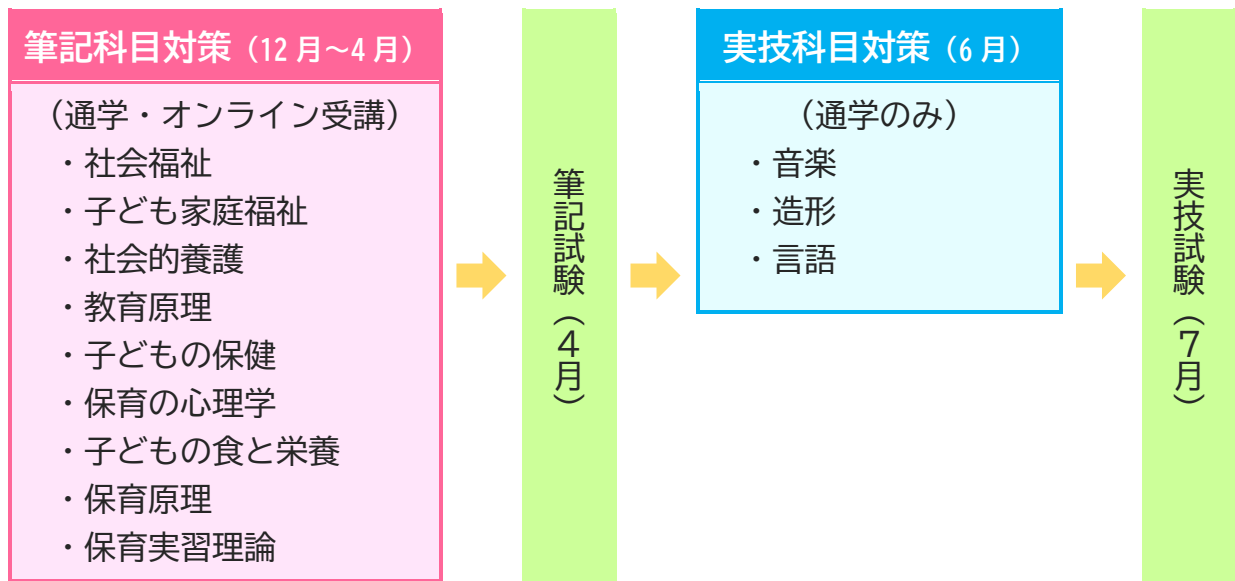 筆記科目対策（12月～4月）
（通学・オンライン受講）
・社会福祉
・子ども家庭福祉
・社会的養護
・教育原理
・子どもの保健
・保育の心理学
・子どもの食と栄養
・保育原理
・保育実習理論
筆記試験（４月）
実技科目対策（6月）
（通学のみ）
・音楽
・造形
・言語
実技試験（７月）